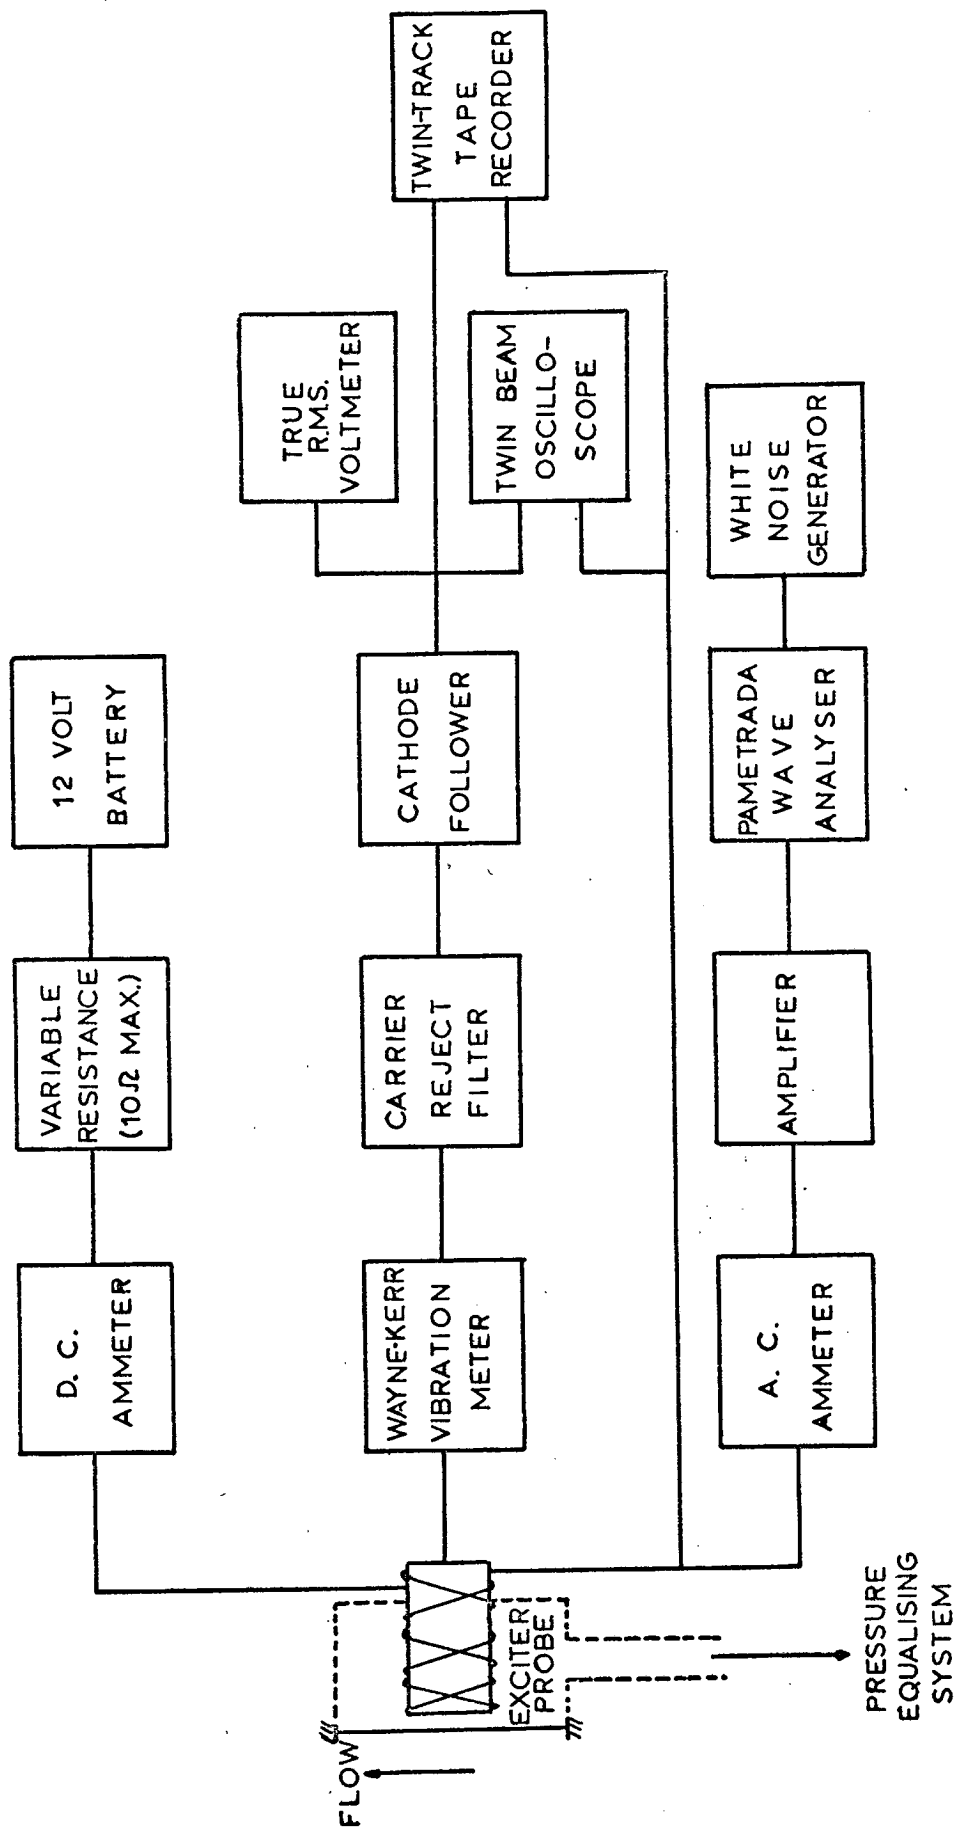 FLOW
EXCITER
PROBE
PRESSURE
EQUALISING
SYSTEM
D. C.
AMMETER
VARIABLE
RESISTANCE
(10Ω MAX.)
12 VOLT
BATTERY
WAYNE-KERR
VIBRATION
METER
CARRIER
REJECT
FILTER
CATHODE
FOLLOWER
TRUE
R.M.S.
VOLTMETER
TWIN BEAM
OSCILLO-
SCOPE
TWIN-TRACK
TAPE
RECORDER
A. C.
AMMETER
AMPLIFIER
PAMETRADA
WAVE
ANALYSER
WHITE
NOISE
GENERATOR